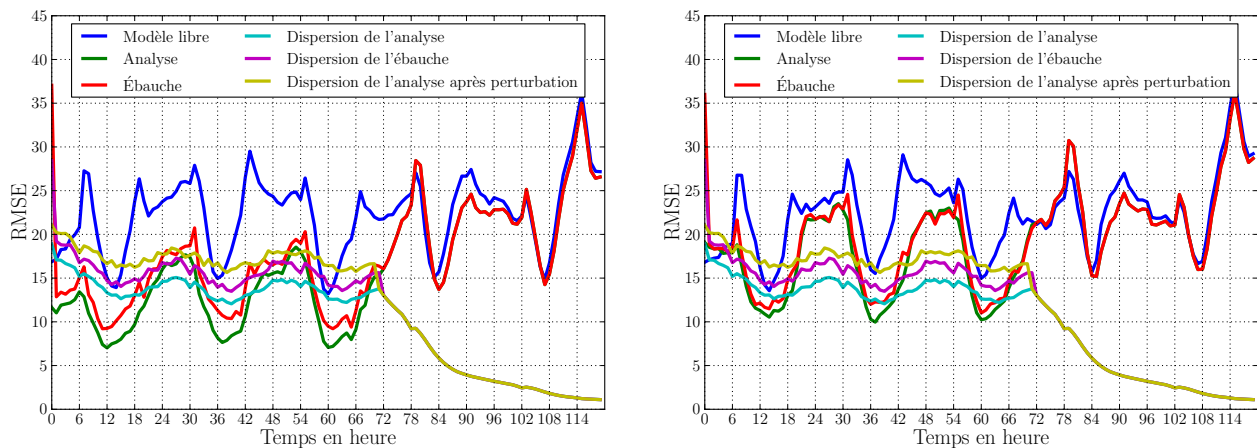 45
40
35
30
25
20
15
10
5
0
RMSE
Modèle libre
Analyse
Ébauche
Dispersion de l'analyse
Dispersion de l'ébauche
Dispersion de l'analyse après perturbation
0 6 12 18 24 30 36 42 48 54 60 66 72 78 84 90 96 102 108 114
Temps en heure
45
40
35
30
25
20
15
10
5
0
RMSE
Modèle libre
Analyse
Ébauche
Dispersion de l'analyse
Dispersion de l'ébauche
Dispersion de l'analyse après perturbation
0 6 12 18 24 30 36 42 48 54 60 66 72 78 84 90 96 102 108 114
Temps en heure